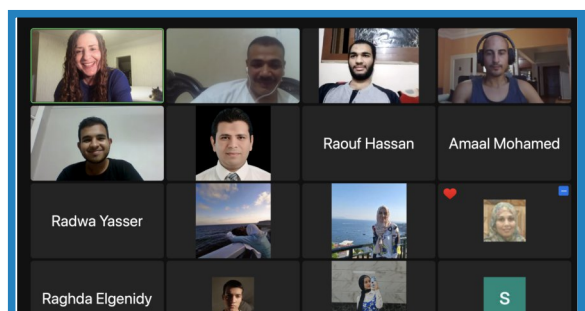 Raouf Hassan
Amaal Mohamed
Radwa Yasser
Raghda Elgenidy
S